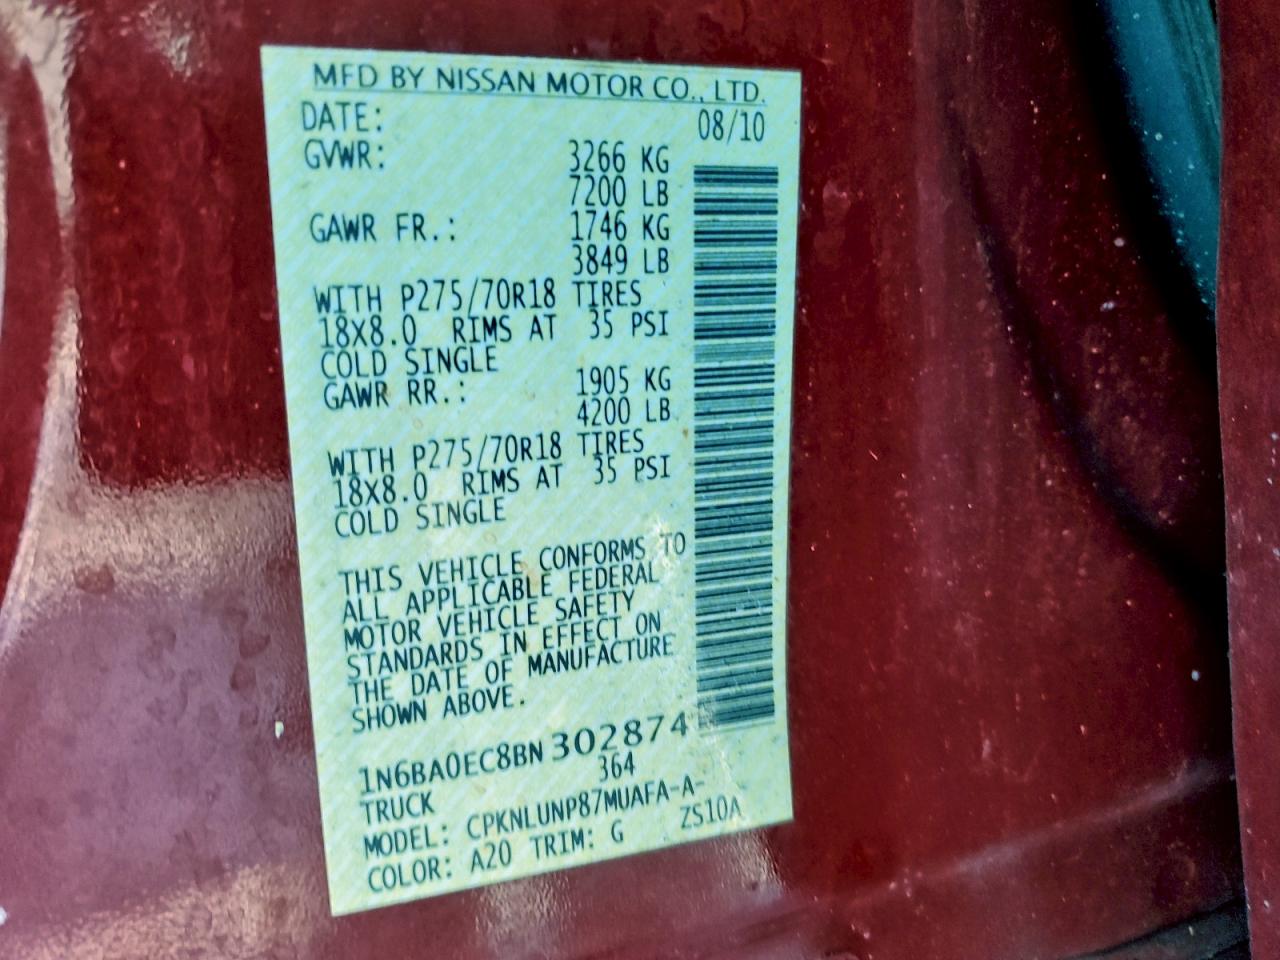 MFD BY NISSAN MOTOR CO., LTD.
DATE: 08/10
GVWR: 3266 KG
7200 LB
GAWR FR.: 1746 KG
3849 LB
WITH P275/70R18 TIRES
18X8.0 RIMS AT 35 PSI
COLD SINGLE
GAWR RR.: 1905 KG
4200 LB
WITH P275/70R18 TIRES
18X8.0 RIMS AT 35 PSI
COLD SINGLE
THIS VEHICLE CONFORMS TO
ALL APPLICABLE FEDERAL
MOTOR VEHICLE SAFETY
STANDARDS IN EFFECT ON
THE DATE OF MANUFACTURE
SHOWN ABOVE.
1N6BA0EC8BN302874
TRUCK 364
MODEL: CPKNLUNP87MUAFA-A-
COLOR: A20 TRIM: G ZS10A